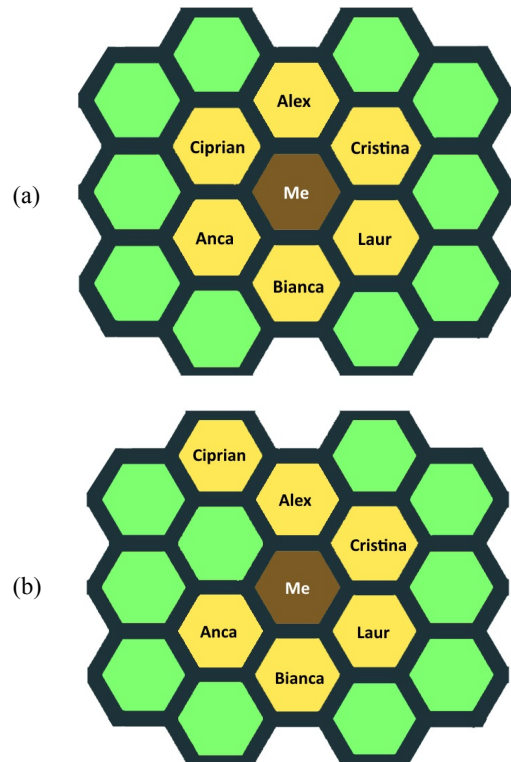 Alex
Ciprian
Cristina
(a)
Me
Anca
Laur
Bianca
Ciprian
Alex
Cristina
(b)
Me
Anca
Laur
Bianca